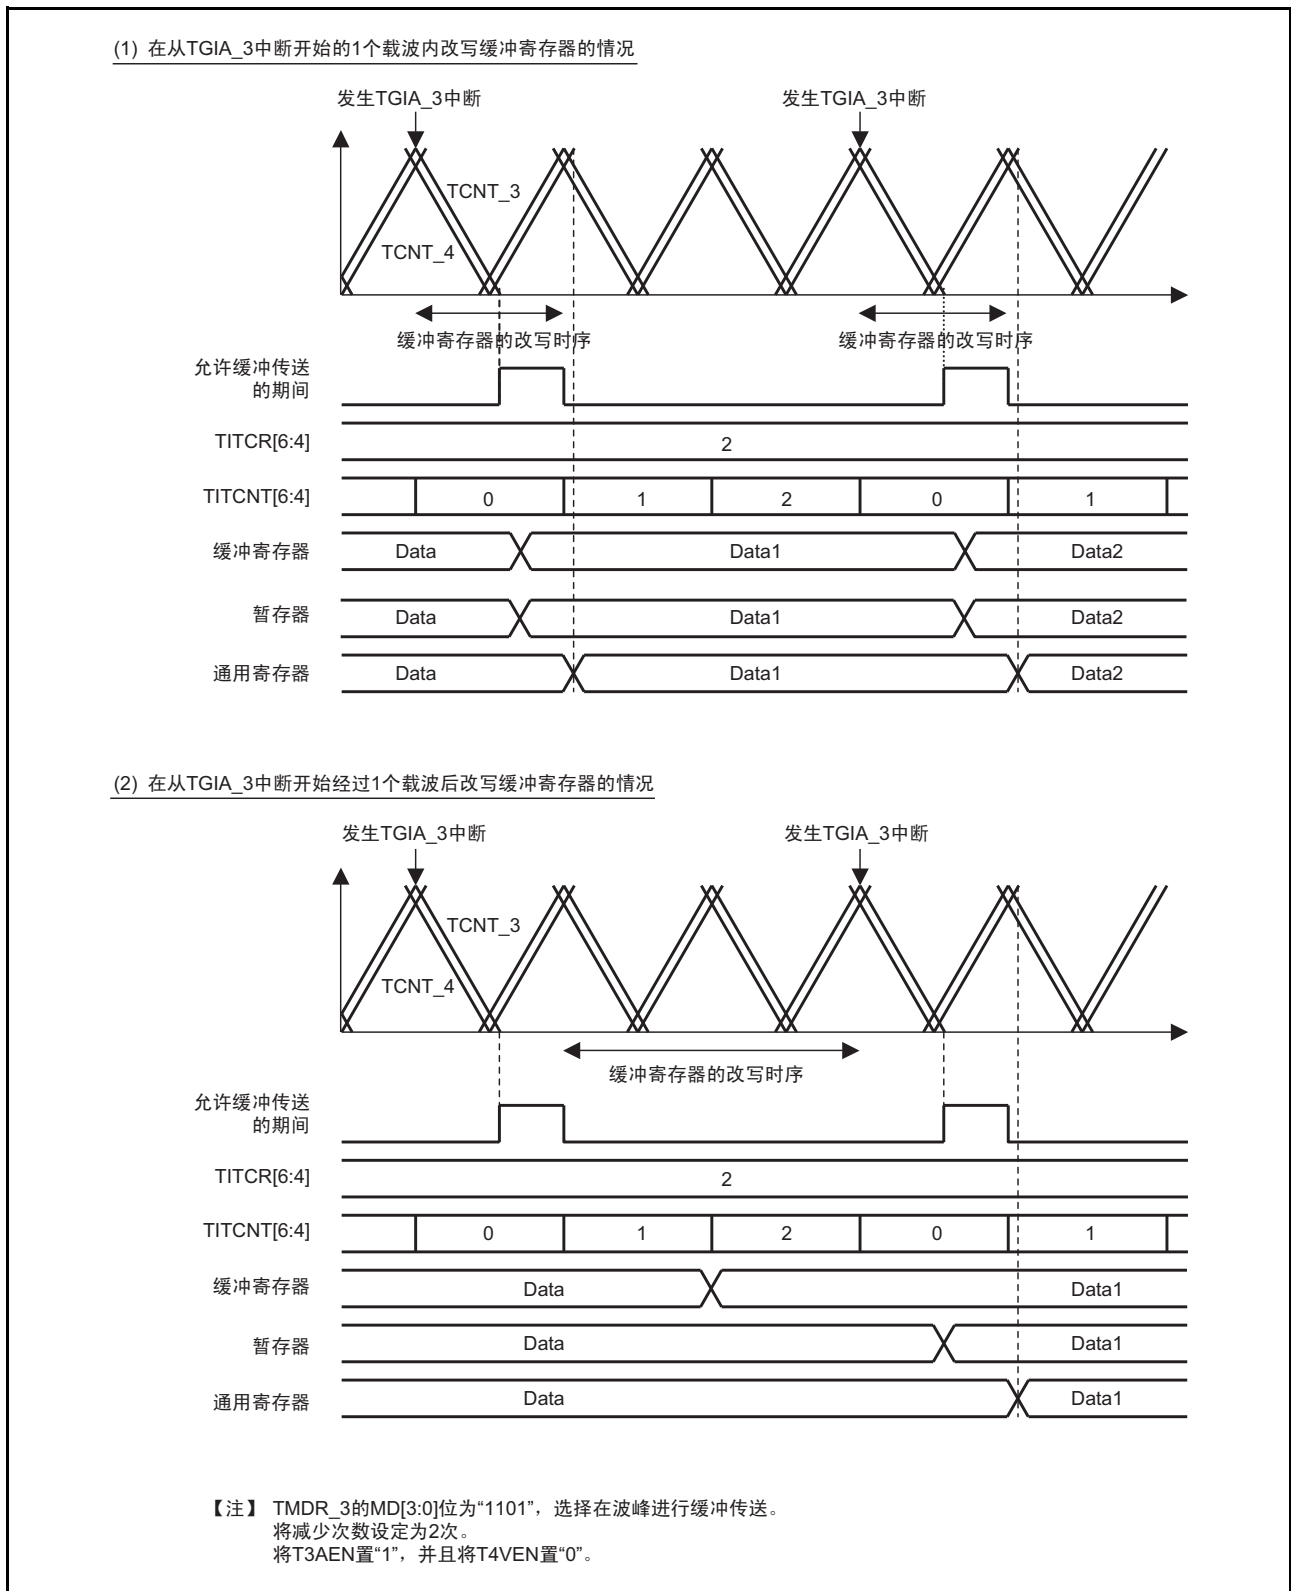 (1) 在从TGIA_3中断开始的1个载波内改写缓冲寄存器的情况
发生TGIA_3中断
发生TGIA_3中断
TCNT_3
TCNT_4
缓冲寄存器的改写时序
缓冲寄存器的改写时序
允许缓冲传送
的期间
TITCR[6:4]
2
TITCNT[6:4]
0
1
2
0
1
缓冲寄存器
Data
Data1
Data2
暂存器
Data
Data1
Data2
通用寄存器
Data
Data1
Data2
(2) 在从TGIA_3中断开始经过1个载波后改写缓冲寄存器的情况
发生TGIA_3中断
发生TGIA_3中断
TCNT_3
TCNT_4
缓冲寄存器的改写时序
允许缓冲传送
的期间
TITCR[6:4]
2
TITCNT[6:4]
0
1
2
0
1
缓冲寄存器
Data
Data1
暂存器
Data
Data1
通用寄存器
Data
Data1
【注】 TMDR_3的MD[3:0]位为“1101”，选择在波峰进行缓冲传送。
将减少次数设定为2次。
将T3AEN置“1”，并且将T4VEN置“0”。